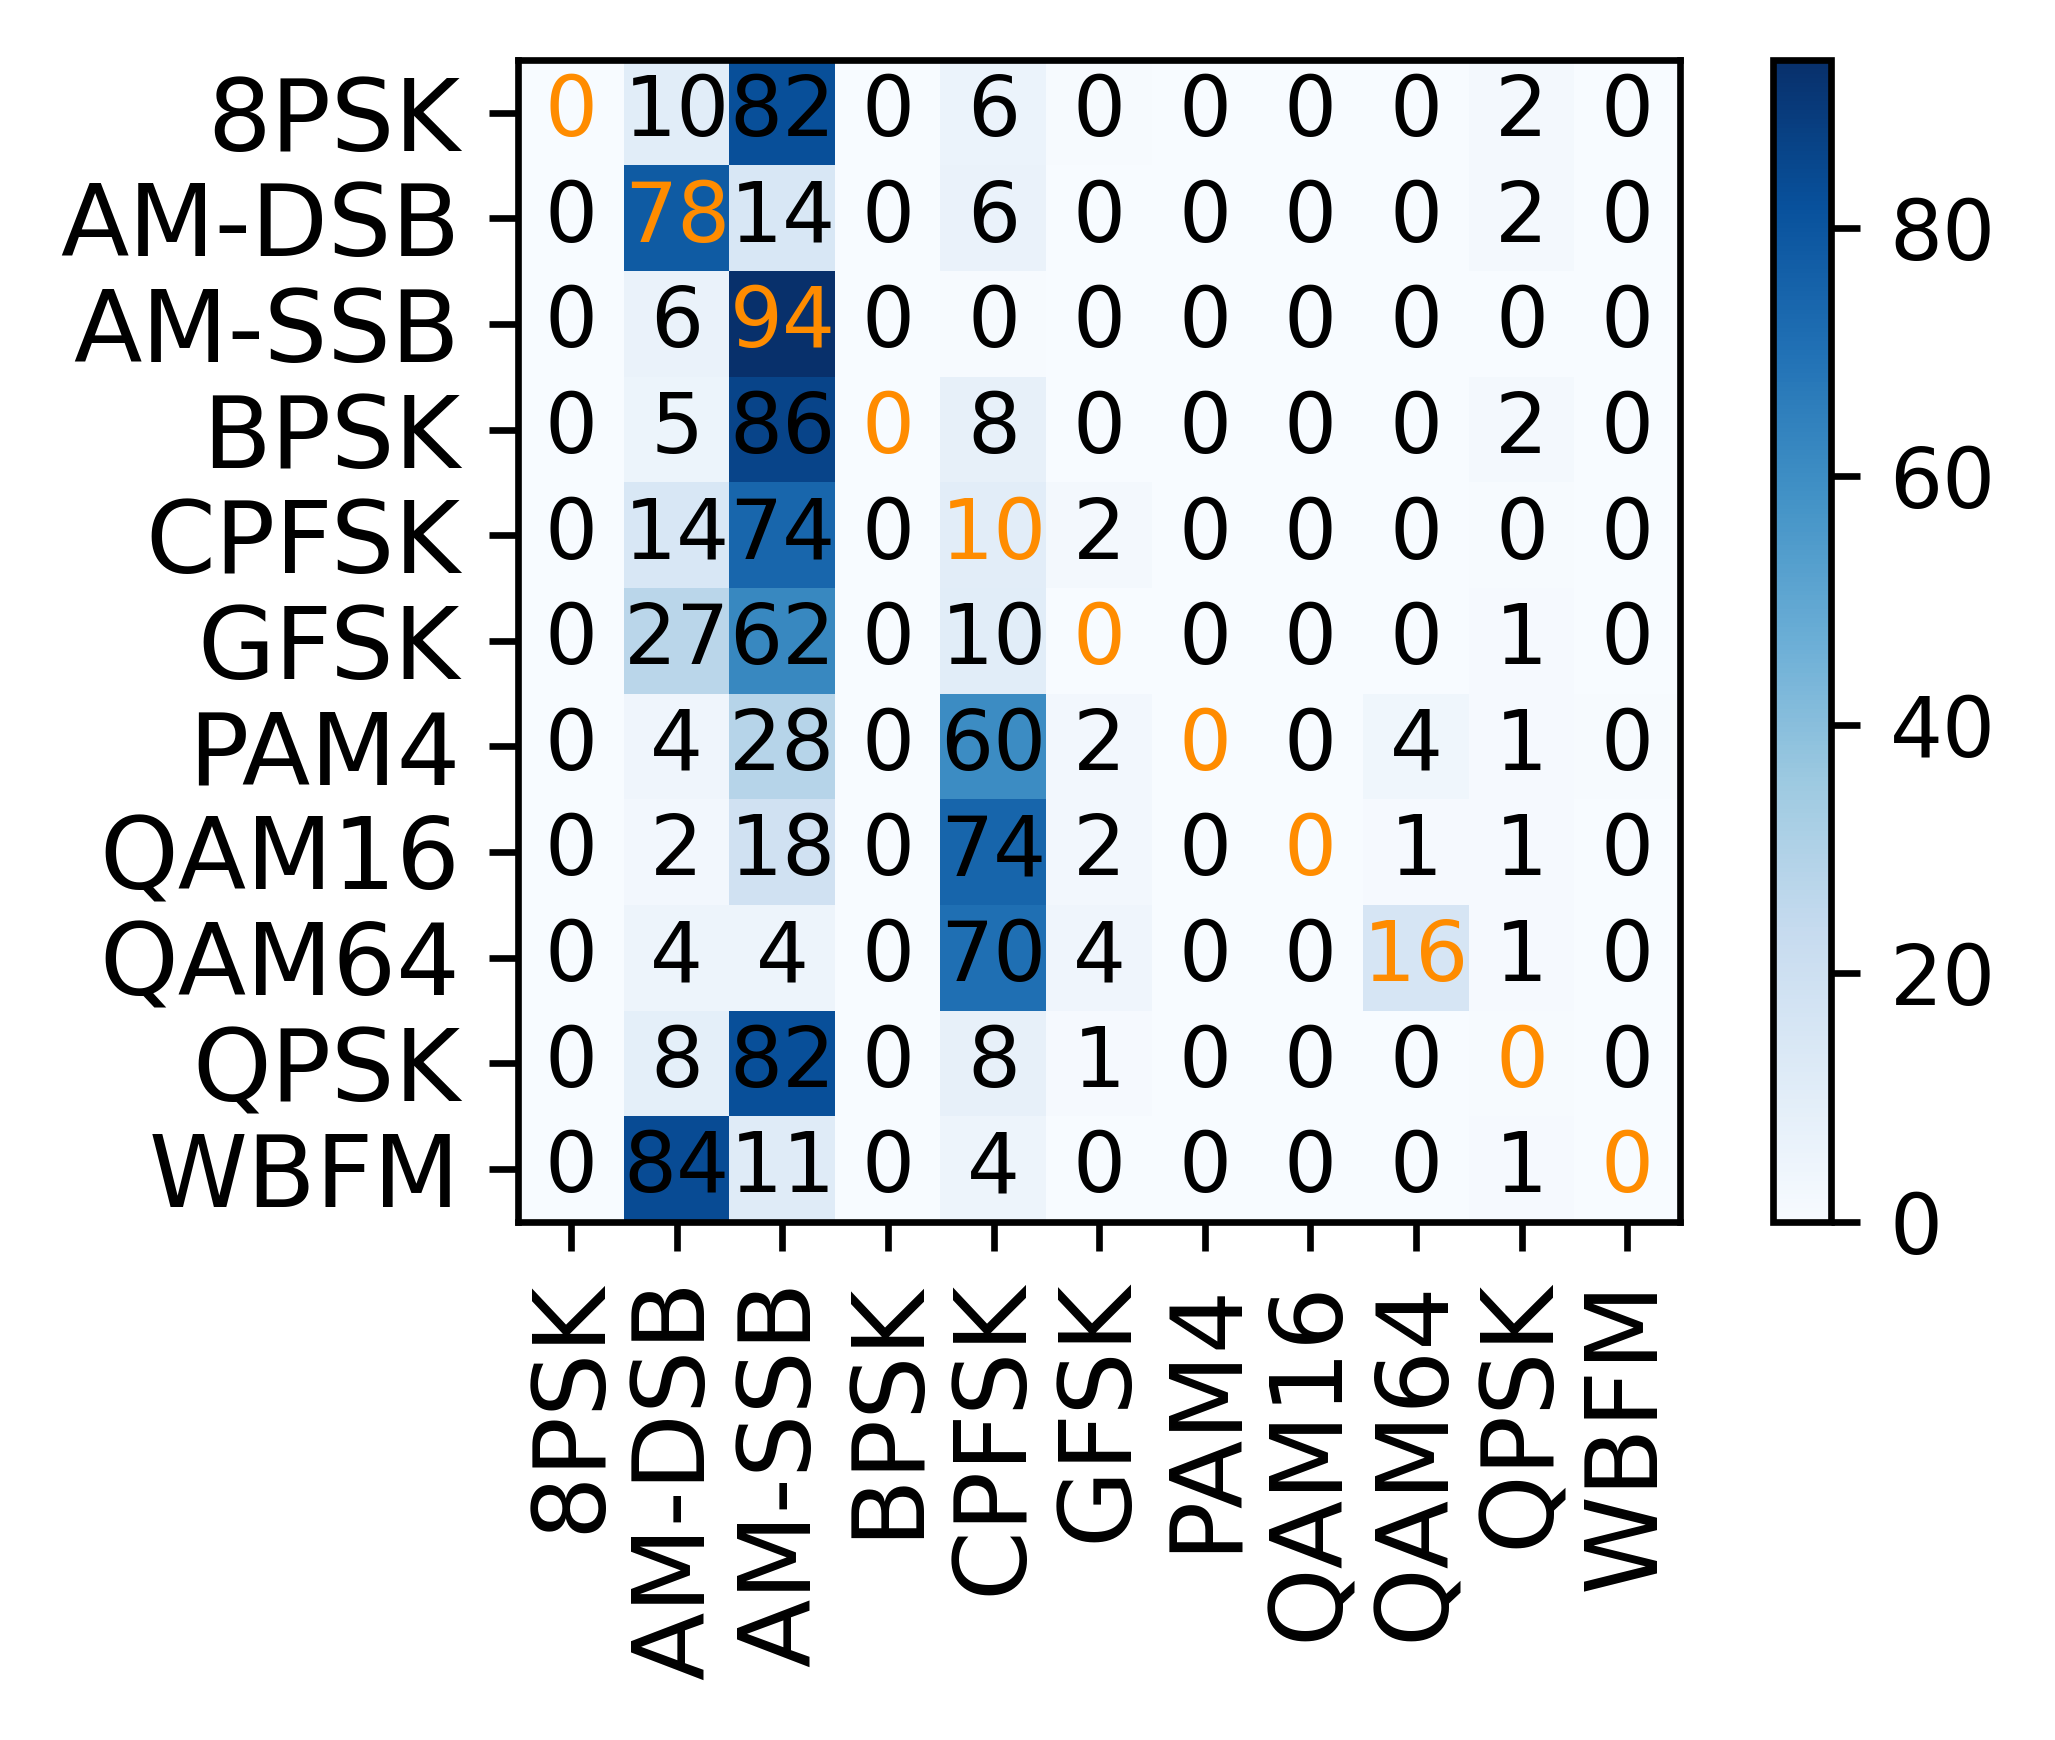 8PSK 0 10 82 0 6 0 0 0 0 2 0
AM-DSB 0 78 14 0 6 0 0 0 0 2 0
AM-SSB 0 6 94 0 0 0 0 0 0 0 0
BPSK 0 5 86 0 8 0 0 0 0 2 0
CPFSK 0 14 74 0 10 2 0 0 0 0 0
GFSK 0 27 62 0 10 0 0 0 0 1 0
PAM4 0 4 28 0 60 2 0 0 4 1 0
QAM16 0 2 18 0 74 2 0 0 1 1 0
QAM64 0 4 4 0 70 4 0 0 16 1 0
QPSK 0 8 82 0 8 1 0 0 0 0 0
WBFM 0 84 11 0 4 0 0 0 0 1 0
8PSK
AM-DSB
AM-SSB
BPSK
CPFSK
GFSK
PAM4
QAM16
QAM64
QPSK
WBFM
80
60
40
20
0